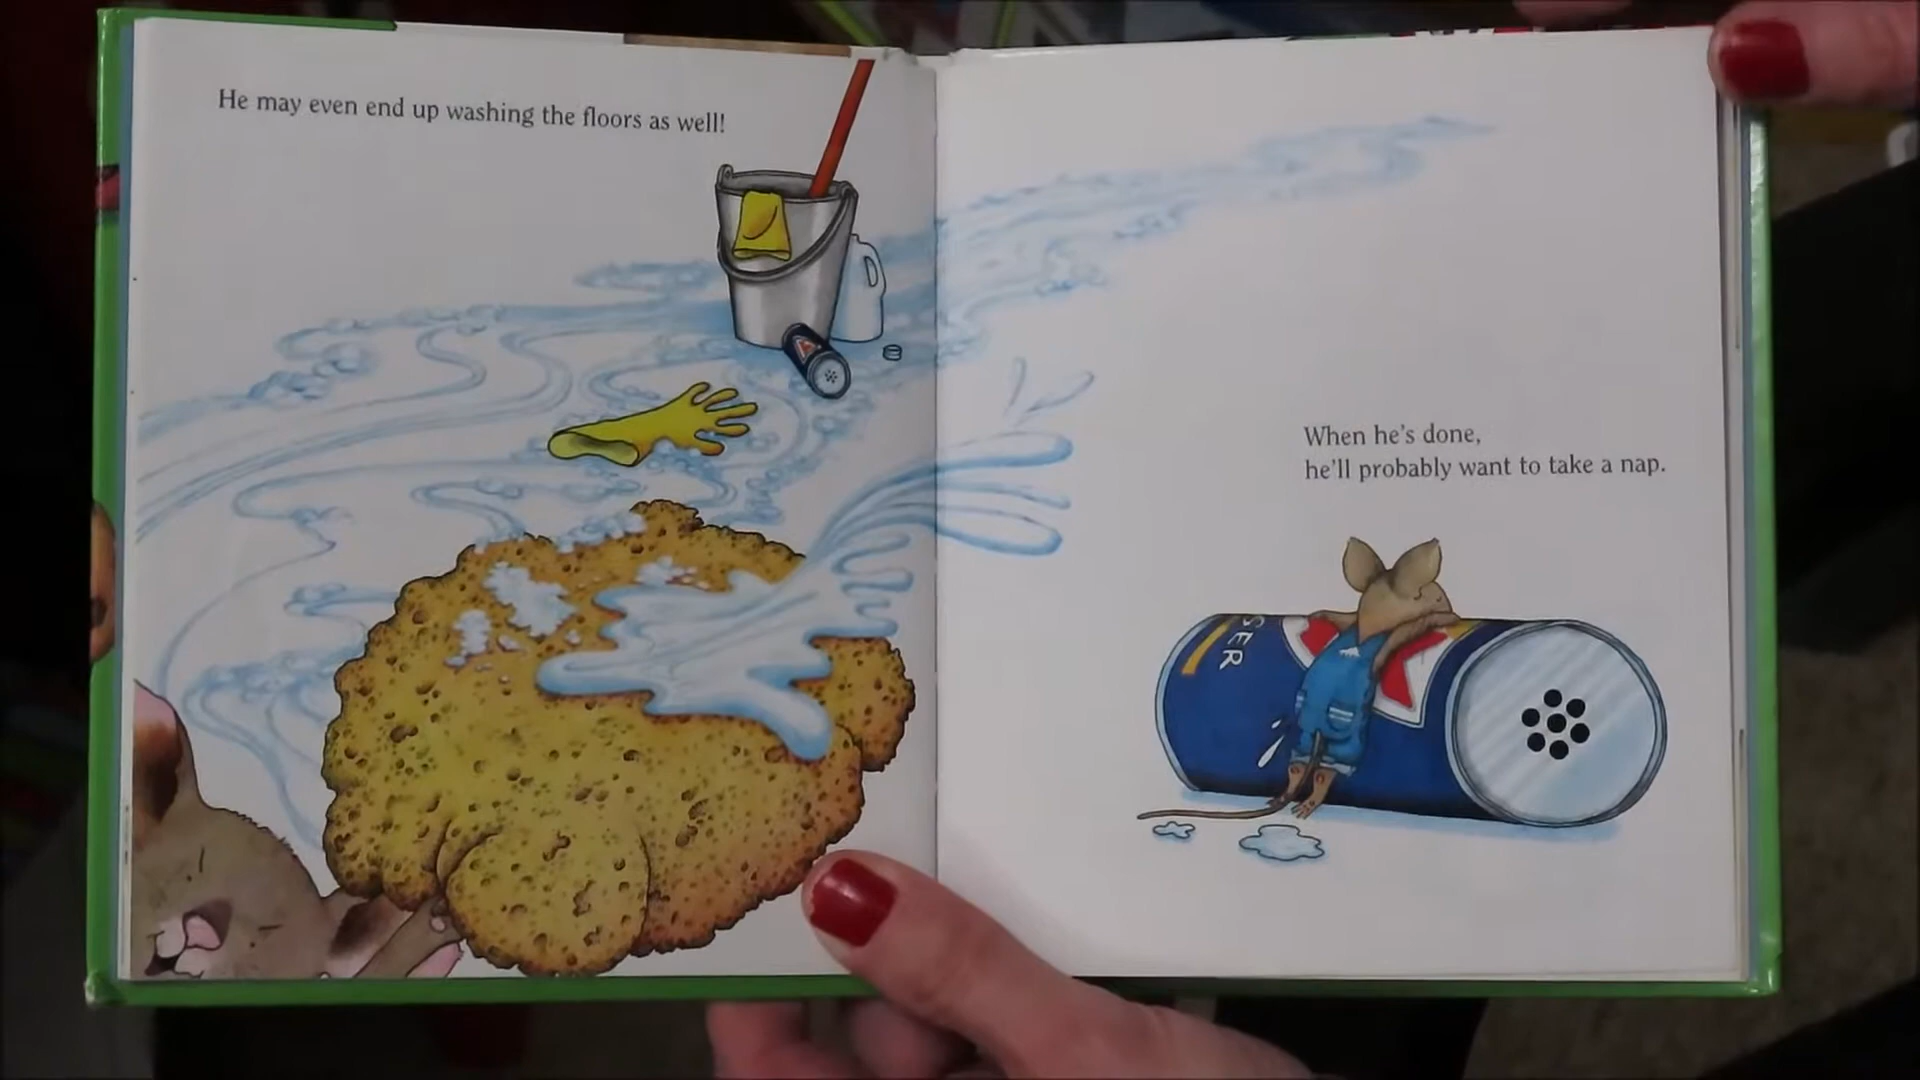 He may even end up washing the floors as well!
When he's done,
he'll probably want to take a nap.
SER